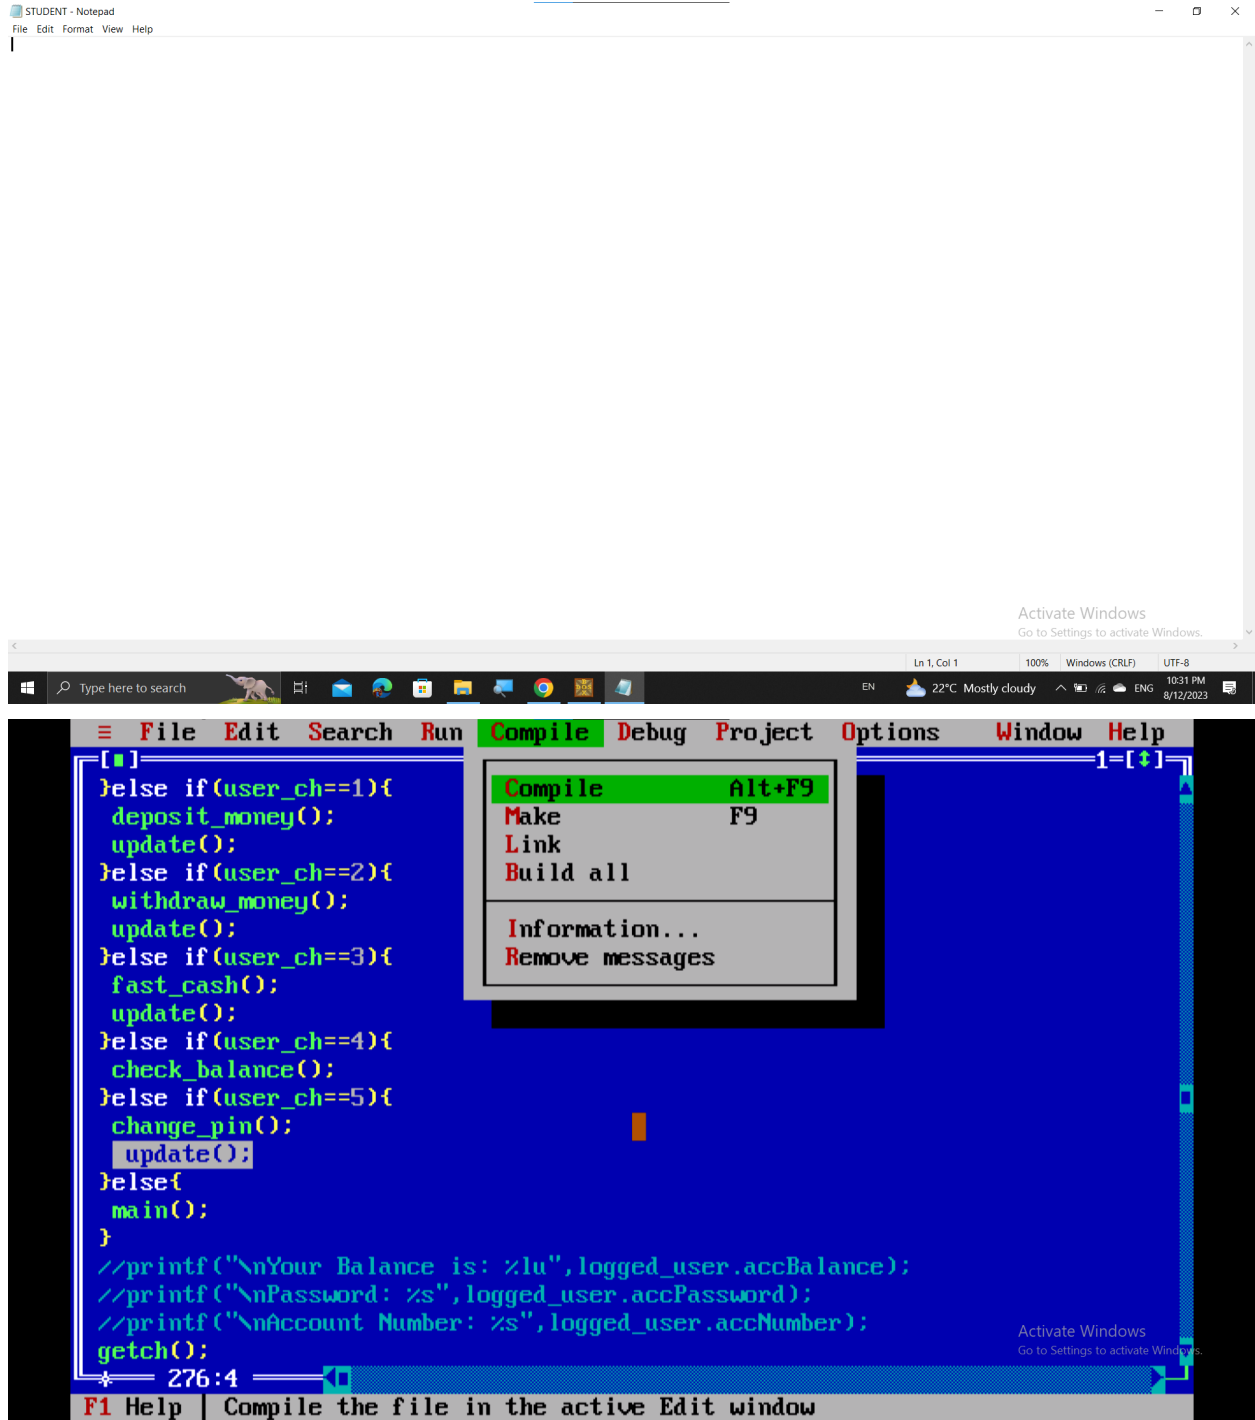 STUDENT - Notepad
File Edit Format View Help
Activate Windows
Go to Settings to activate Windows.
Ln 1, Col 1 100% Windows (CRLF) UTF-8
Type here to search
EN 22°C Mostly cloudy ENG 10:31 PM
8/12/2023
≡ File Edit Search Run Compile Debug Project Options Window Help
1=[↕]
}else if(user_ch==1){
deposit_money();
update();
}else if(user_ch==2){
withdraw_money();
update();
}else if(user_ch==3){
fast_cash();
update();
}else if(user_ch==4){
check_balance();
}else if(user_ch==5){
change_pin();
update();
}else{
main();
}
//printf("\nYour Balance is: %lu",logged_user.accBalance);
//printf("\nPassword: %s",logged_user.accPassword);
//printf("\nAccount Number: %s",logged_user.accNumber);
getch();
Compile Alt+F9
Make F9
Link
Build all
Information...
Remove messages
Activate Windows
Go to Settings to activate Windows.
276:4
F1 Help | Compile the file in the active Edit window